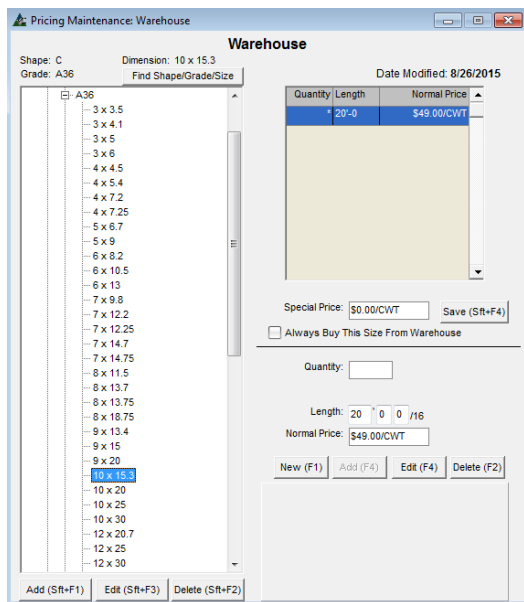 Pricing Maintenance: Warehouse
Warehouse
Shape: C
Dimension: 10 x 15.3
Grade: A36
Find Shape/Grade/Size
Date Modified: 8/26/2015
A36
3 x 3.5
3 x 4.1
3 x 5
3 x 6
4 x 4.5
4 x 5.4
4 x 7.2
4 x 7.25
5 x 6.7
5 x 9
6 x 8.2
6 x 10.5
6 x 13
7 x 9.8
7 x 12.2
7 x 12.25
7 x 14.7
7 x 14.75
8 x 11.5
8 x 13.7
8 x 13.75
8 x 18.75
9 x 13.4
9 x 15
9 x 20
10 x 15.3
10 x 20
10 x 25
10 x 30
12 x 20.7
12 x 25
12 x 30
Add (Sft+F1)
Edit (Sft+F3)
Delete (Sft+F2)
Quantity Length Normal Price
* 20'-0 $49.00/CWT
Special Price: $0.00/CWT
Save (Sft+F4)
Always Buy This Size From Warehouse
Quantity:
Length: 20 ' 0 0 /16
Normal Price: $49.00/CWT
New (F1)
Add (F4)
Edit (F4)
Delete (F2)